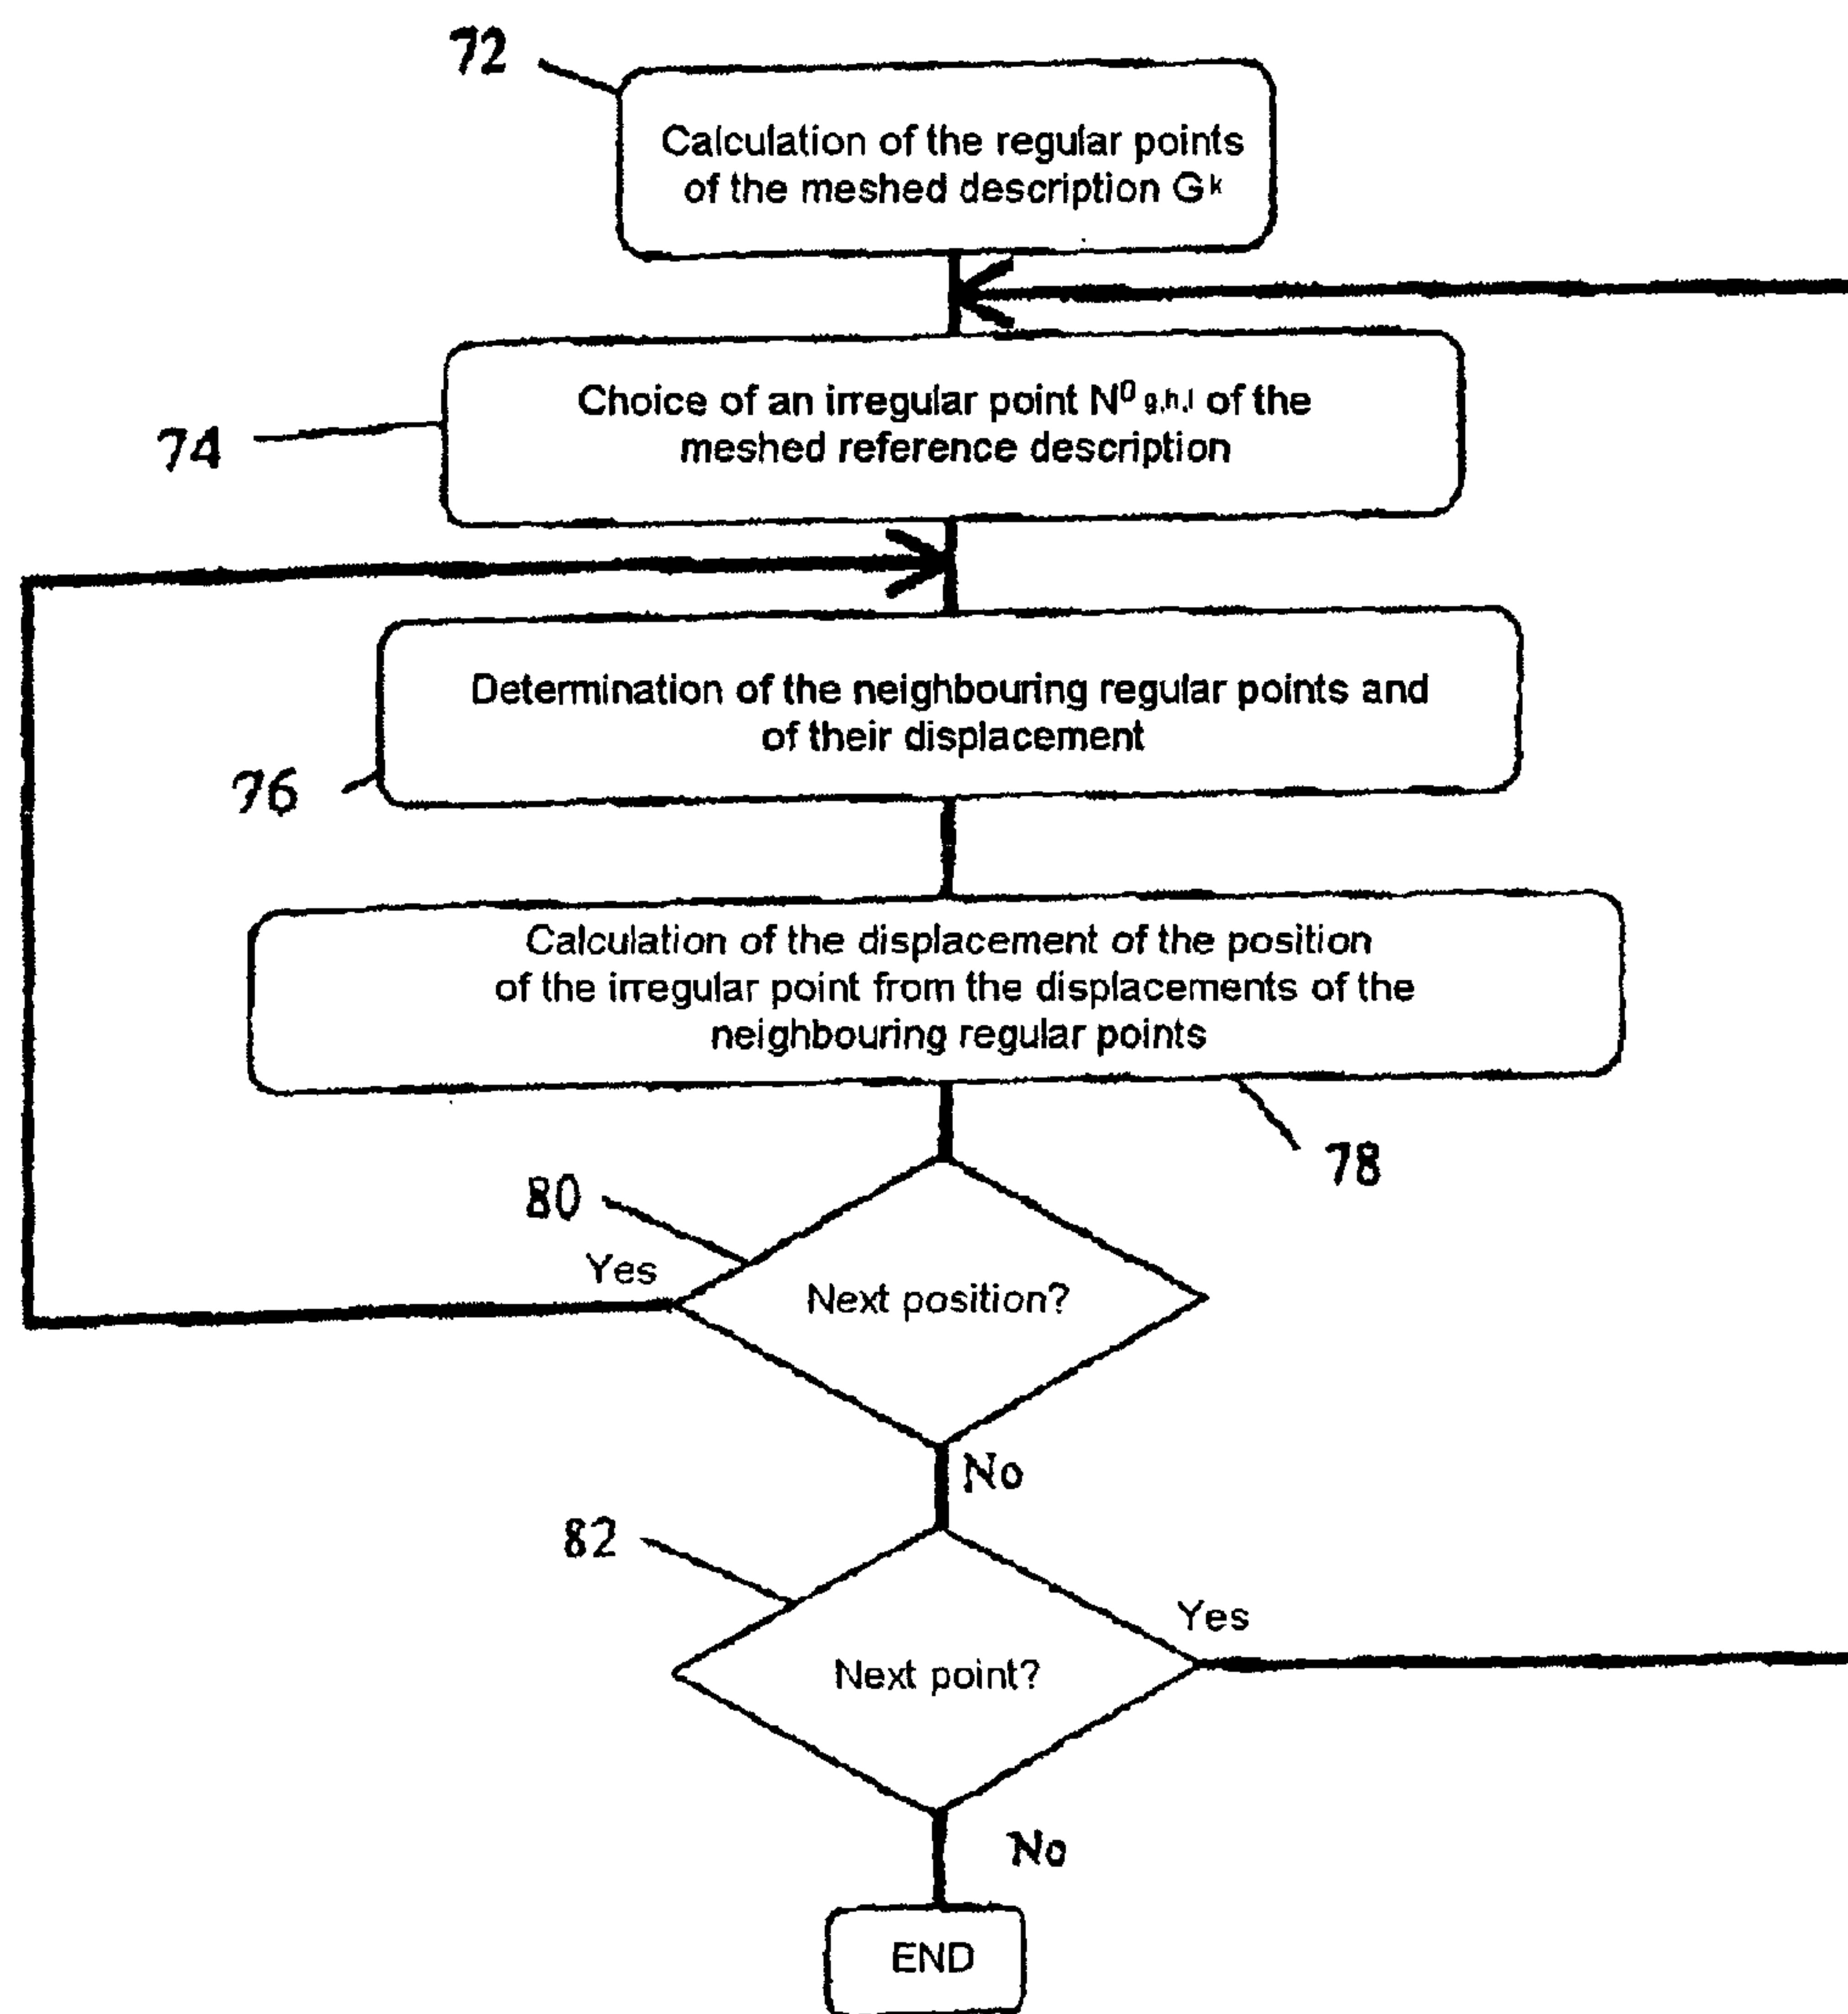 72
Calculation of the regular points
of the meshed description Gᵏ
74
Choice of an irregular point N⁰ g,h,l of the
meshed reference description
76
Determination of the neighbouring regular points and
of their displacement
Calculation of the displacement of the position
of the irregular point from the displacements of the
neighbouring regular points
78
80
Yes
Next position?
No
82
Yes
Next point?
No
END